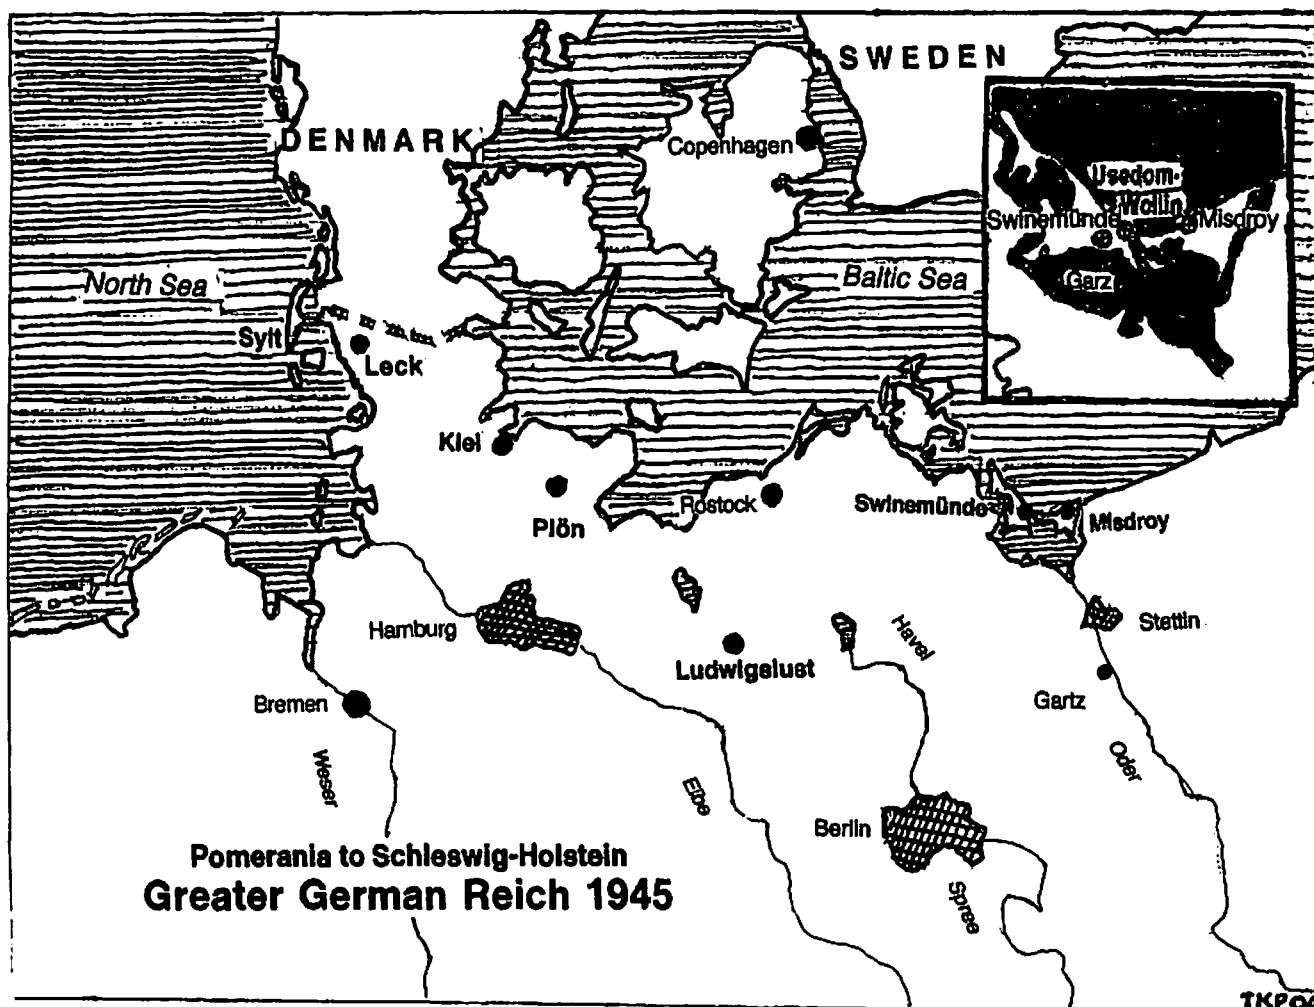 SWEDEN
DENMARK
Copenhagen
Usedom-
Wollin
Swinemünde
Misdroy
Garz
North Sea
Baltic Sea
Sylt
Leck
Kiel
Plön
Rostock
Swinemünde
Misdroy
Hamburg
Havel
Stettin
Ludwigslust
Gartz
Bremen
Weser
Elbe
Oder
Berlin
Spree
Pomerania to Schleswig-Holstein
Greater German Reich 1945